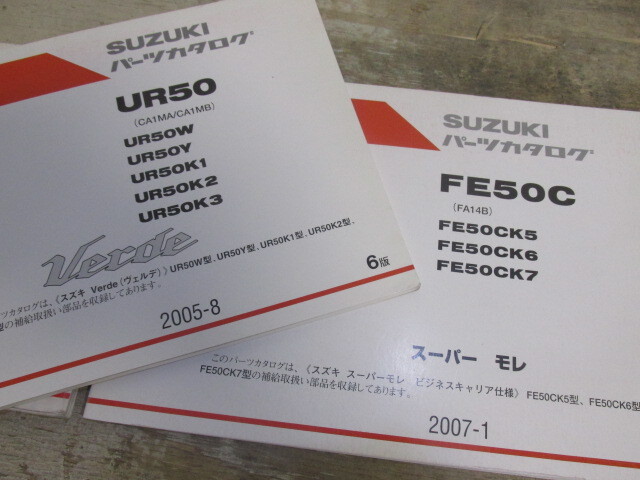 SUZUKI
パーツカタログ
UR50
(CA1MA/CA1MB)
UR50W
UR50Y
UR50K1
UR50K2
UR50K3
Verde
ーツカタログは、《スズキ Verde(ヴェルデ)》UR50W型、UR50Y型、UR50K1型、UR50K2型、
型の補給取扱い部品を収録してあります。
6版
2005-8
SUZUKI
パーツカタログ
FE50C
(FA14B)
FE50CK5
FE50CK6
FE50CK7
スーパー モレ
このパーツカタログは、《スズキ スーパーモレ ビジネスキャリア仕様》FE50CK5型、FE50CK6型
FE50CK7型の補給取扱い部品を収録してあります。
2007-1